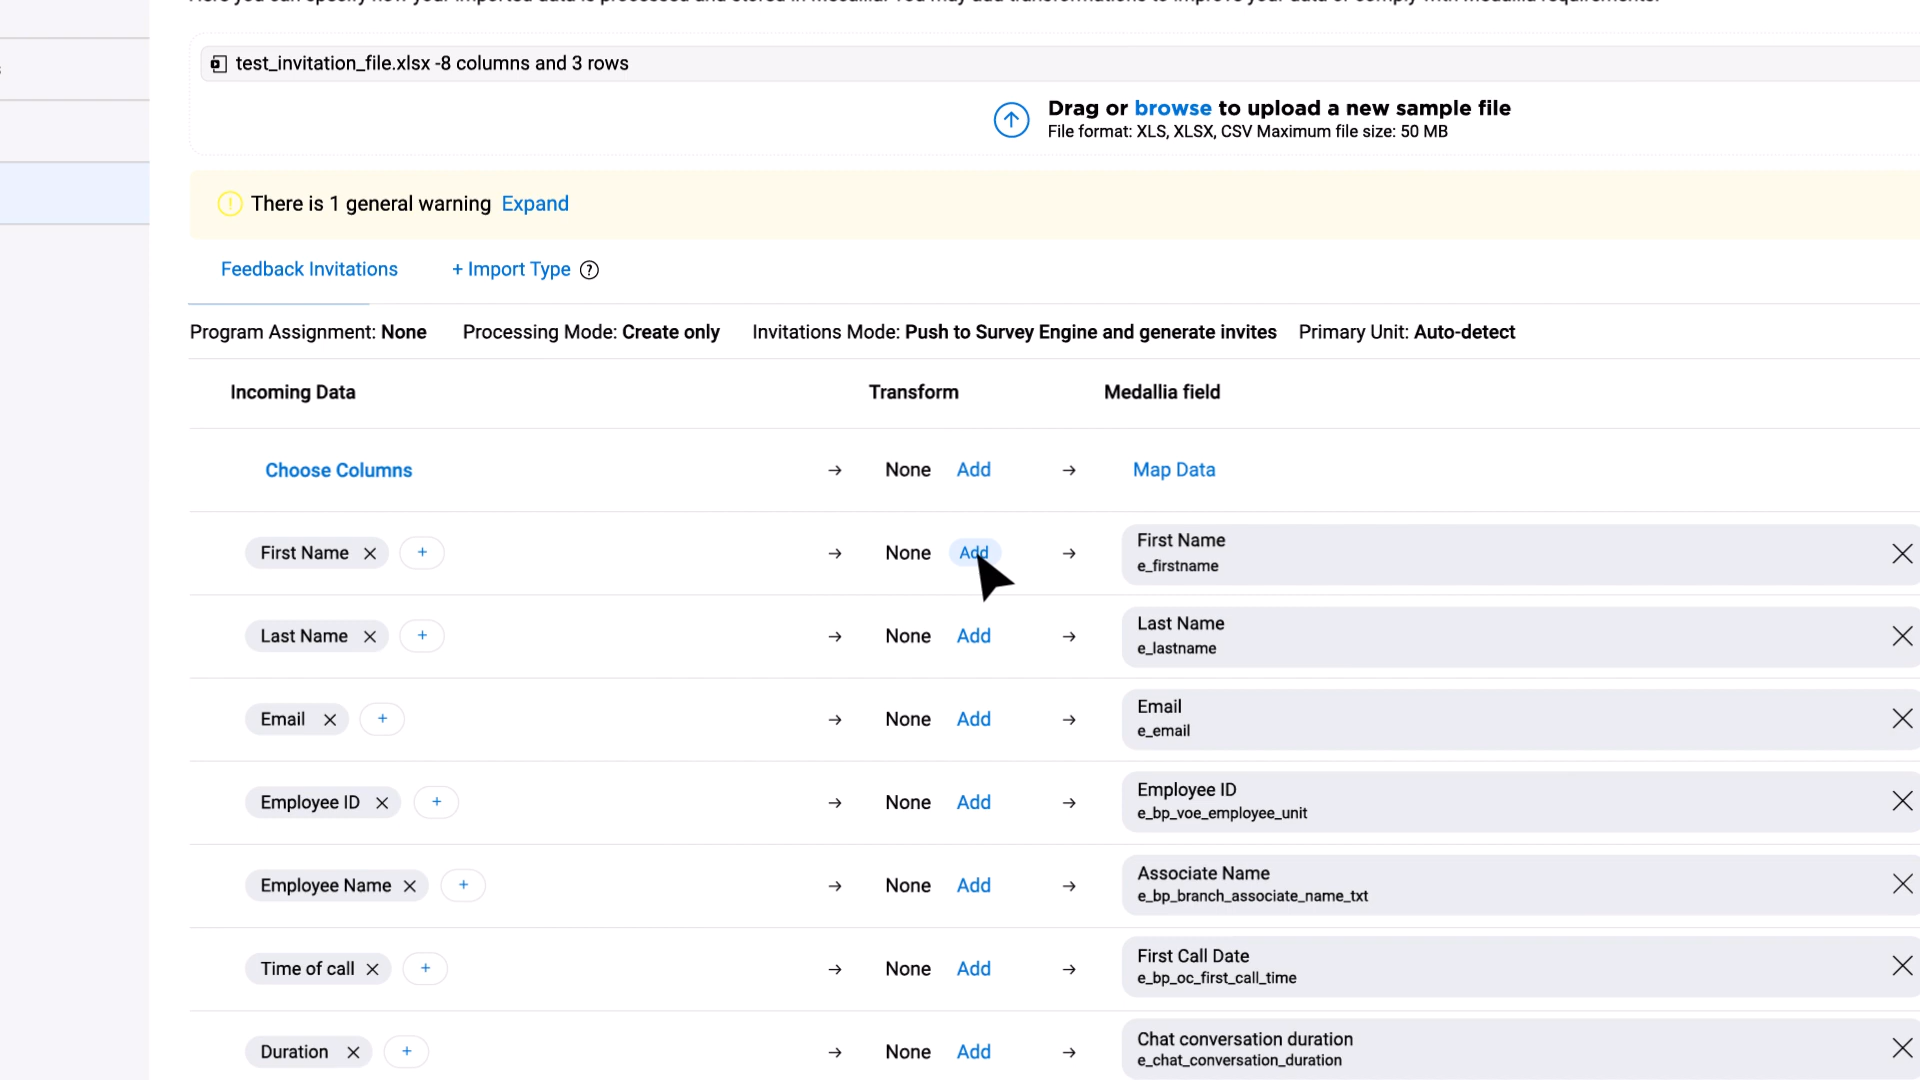 test_invitation_file.xlsx -8 columns and 3 rows
Drag or browse to upload a new sample file
File format: XLS, XLSX, CSV Maximum file size: 50 MB
There is 1 general warning Expand
Feedback Invitations + Import Type ?
Program Assignment: None Processing Mode: Create only Invitations Mode: Push to Survey Engine and generate invites Primary Unit: Auto-detect
Incoming Data Transform Medallia field
Choose Columns → None Add → Map Data
First Name × + → None Add → First Name
e_firstname
Last Name × + → None Add → Last Name
e_lastname
Email × + → None Add → Email
e_email
Employee ID × + → None Add → Employee ID
e_bp_voe_employee_unit
Employee Name × + → None Add → Associate Name
e_bp_branch_associate_name_txt
Time of call × + → None Add → First Call Date
e_bp_oc_first_call_time
Duration × + → None Add → Chat conversation duration
e_chat_conversation_duration